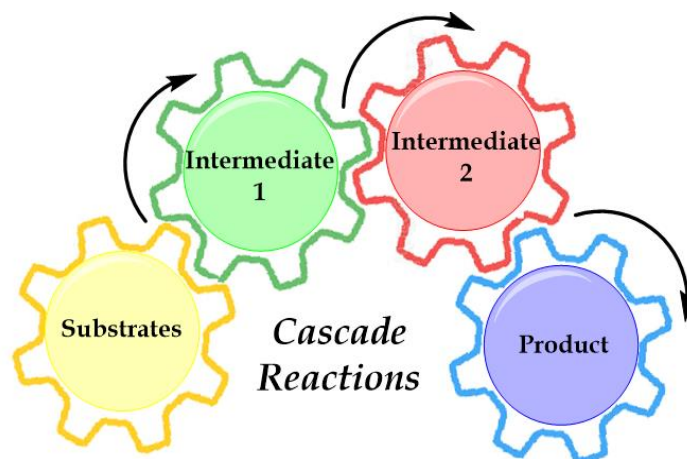 Substrates
Intermediate
1
Intermediate
2
Product
Cascade
Reactions